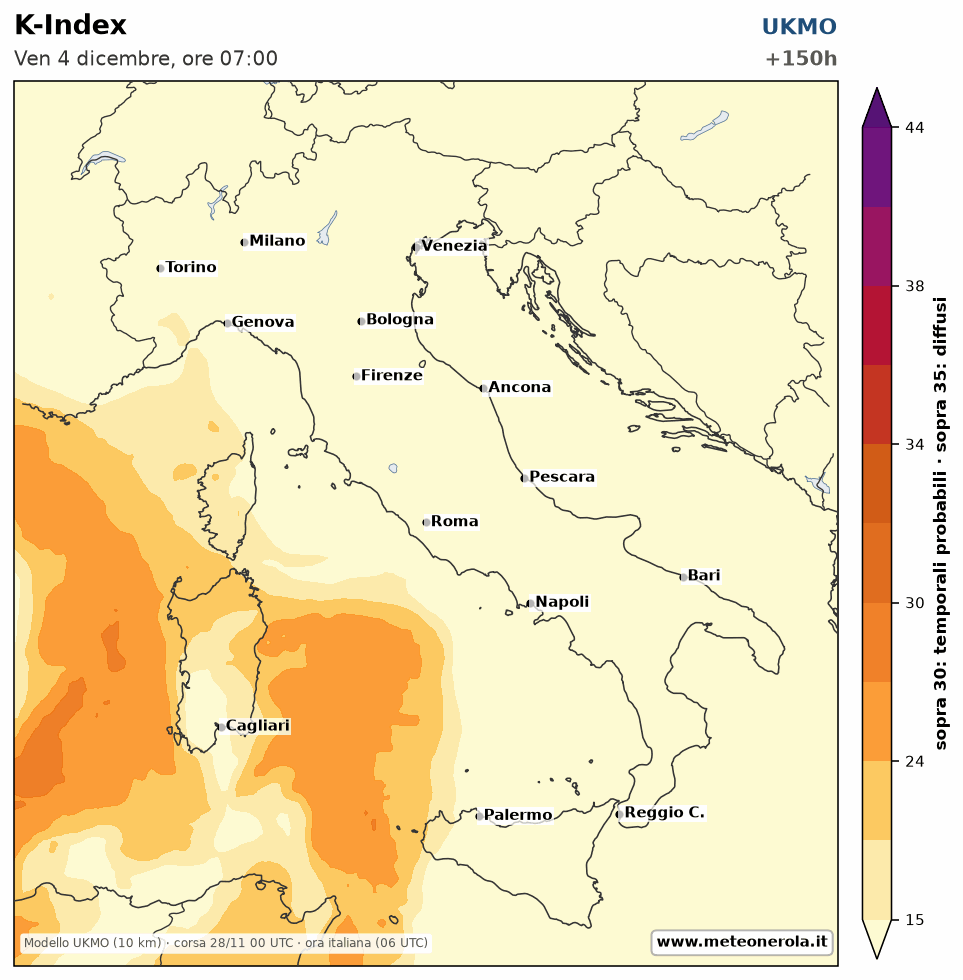 K-Index
UKMO
Ven 4 dicembre, ore 07:00
+150h
44
Milano
Venezia
Torino
38
Genova
Bologna
Firenze
Ancona
34
Pescara
Roma
Bari
30
Napoli
Cagliari
24
Palermo
Reggio C.
15
sopra 30: temporali probabili · sopra 35: diffusi
Modello UKMO (10 km) · corsa 28/11 00 UTC · ora italiana (06 UTC)
www.meteonerola.it